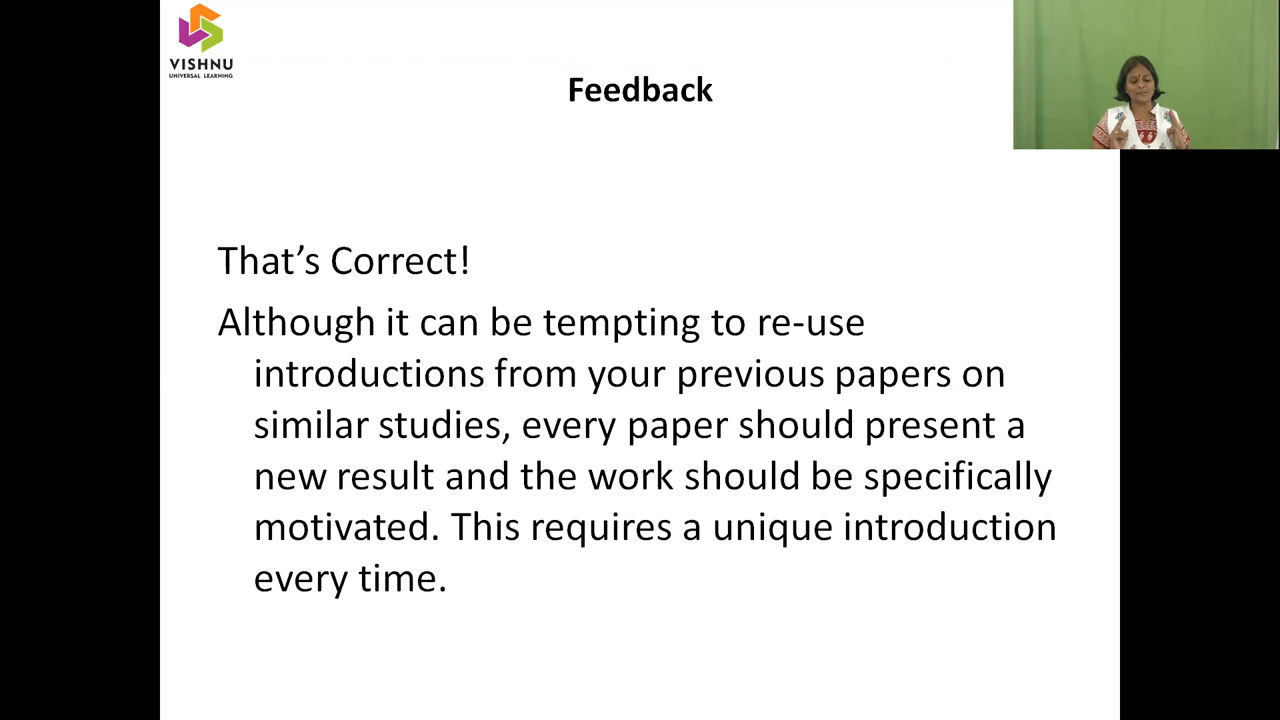 VISHNU
UNIVERSAL LEARNING
Feedback
That’s Correct!
Although it can be tempting to re-use
introductions from your previous papers on
similar studies, every paper should present a
new result and the work should be specifically
motivated. This requires a unique introduction
every time.